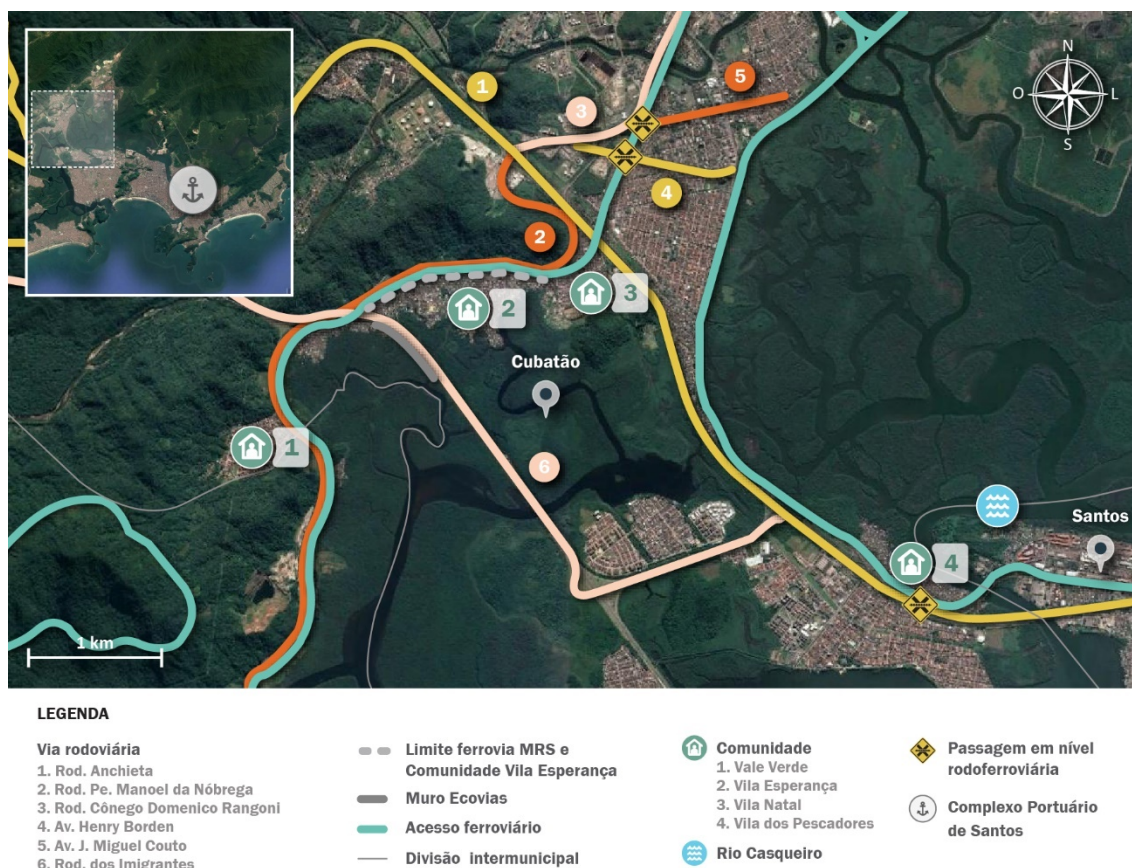 N
O
L
S
1
5
3
4
2
2
3
Cubatão
1
6
Santos
4
1 km
LEGENDA
Via rodoviária
1. Rod. Anchieta
2. Rod. Pe. Manoel da Nóbrega
3. Rod. Cônego Domenico Rangoni
4. Av. Henry Borden
5. Av. J. Miguel Couto
6. Rod. dos Imigrantes
Limite ferrovia MRS e
Comunidade Vila Esperança
Muro Ecovias
Acesso ferroviário
Divisão intermunicipal
Comunidade
1. Vale Verde
2. Vila Esperança
3. Vila Natal
4. Vila dos Pescadores
Rio Casqueiro
Passagem em nível
rodoferroviária
Complexo Portuário
de Santos